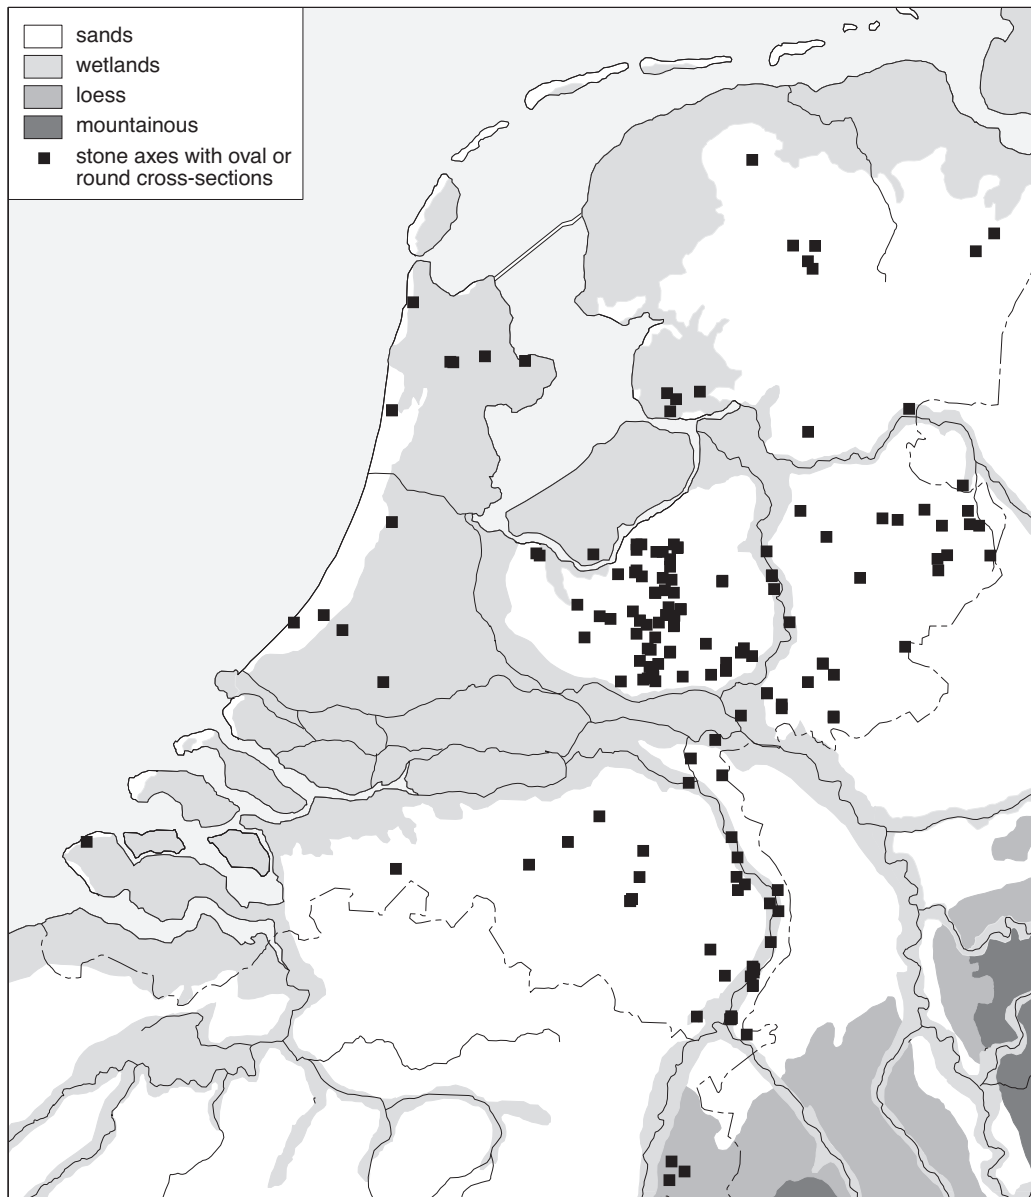 sands
wetlands
loess
mountainous
stone axes with oval or
round cross-sections